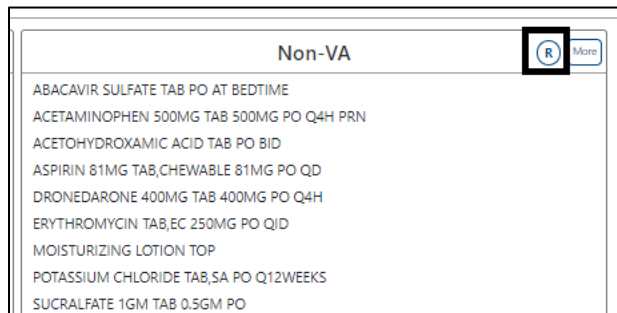 Non-VA
R
More
ABACAVIR SULFATE TAB PO AT BEDTIME
ACETAMINOPHEN 500MG TAB 500MG PO Q4H PRN
ACETOHYDROXAMIC ACID TAB PO BID
ASPIRIN 81MG TAB,CHEWABLE 81MG PO QD
DRONEDARONE 400MG TAB 400MG PO Q4H
ERYTHROMYCIN TAB,EC 250MG PO QID
MOISTURIZING LOTION TOP
POTASSIUM CHLORIDE TAB,SA PO Q12WEEKS
SUCRALFATE 1GM TAB 0.5GM PO